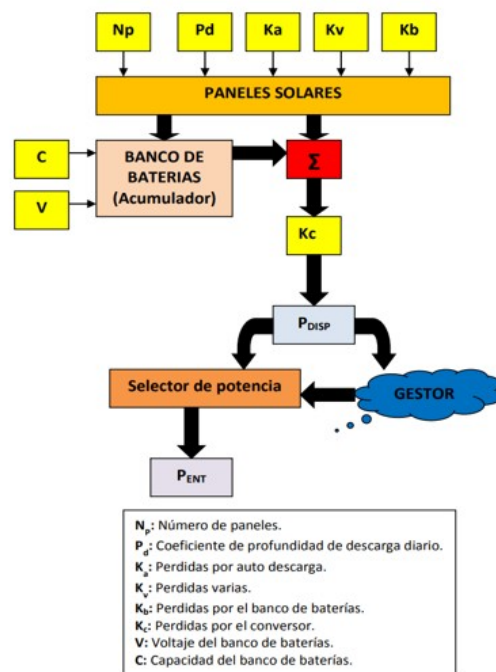 Np Pd Ka Kv Kb
PANELES SOLARES
C
BANCO DE
BATERIAS
(Acumulador)
Σ
V
Kc
PDISP
Selector de potencia
GESTOR
PENT
Np: Número de paneles.
Pd: Coeficiente de profundidad de descarga diario.
Ka: Perdidas por auto descarga.
Kv: Perdidas varias.
Kb: Perdidas por el banco de baterías.
Kc: Perdidas por el conversor.
V: Voltaje del banco de baterías.
C: Capacidad del banco de baterías.